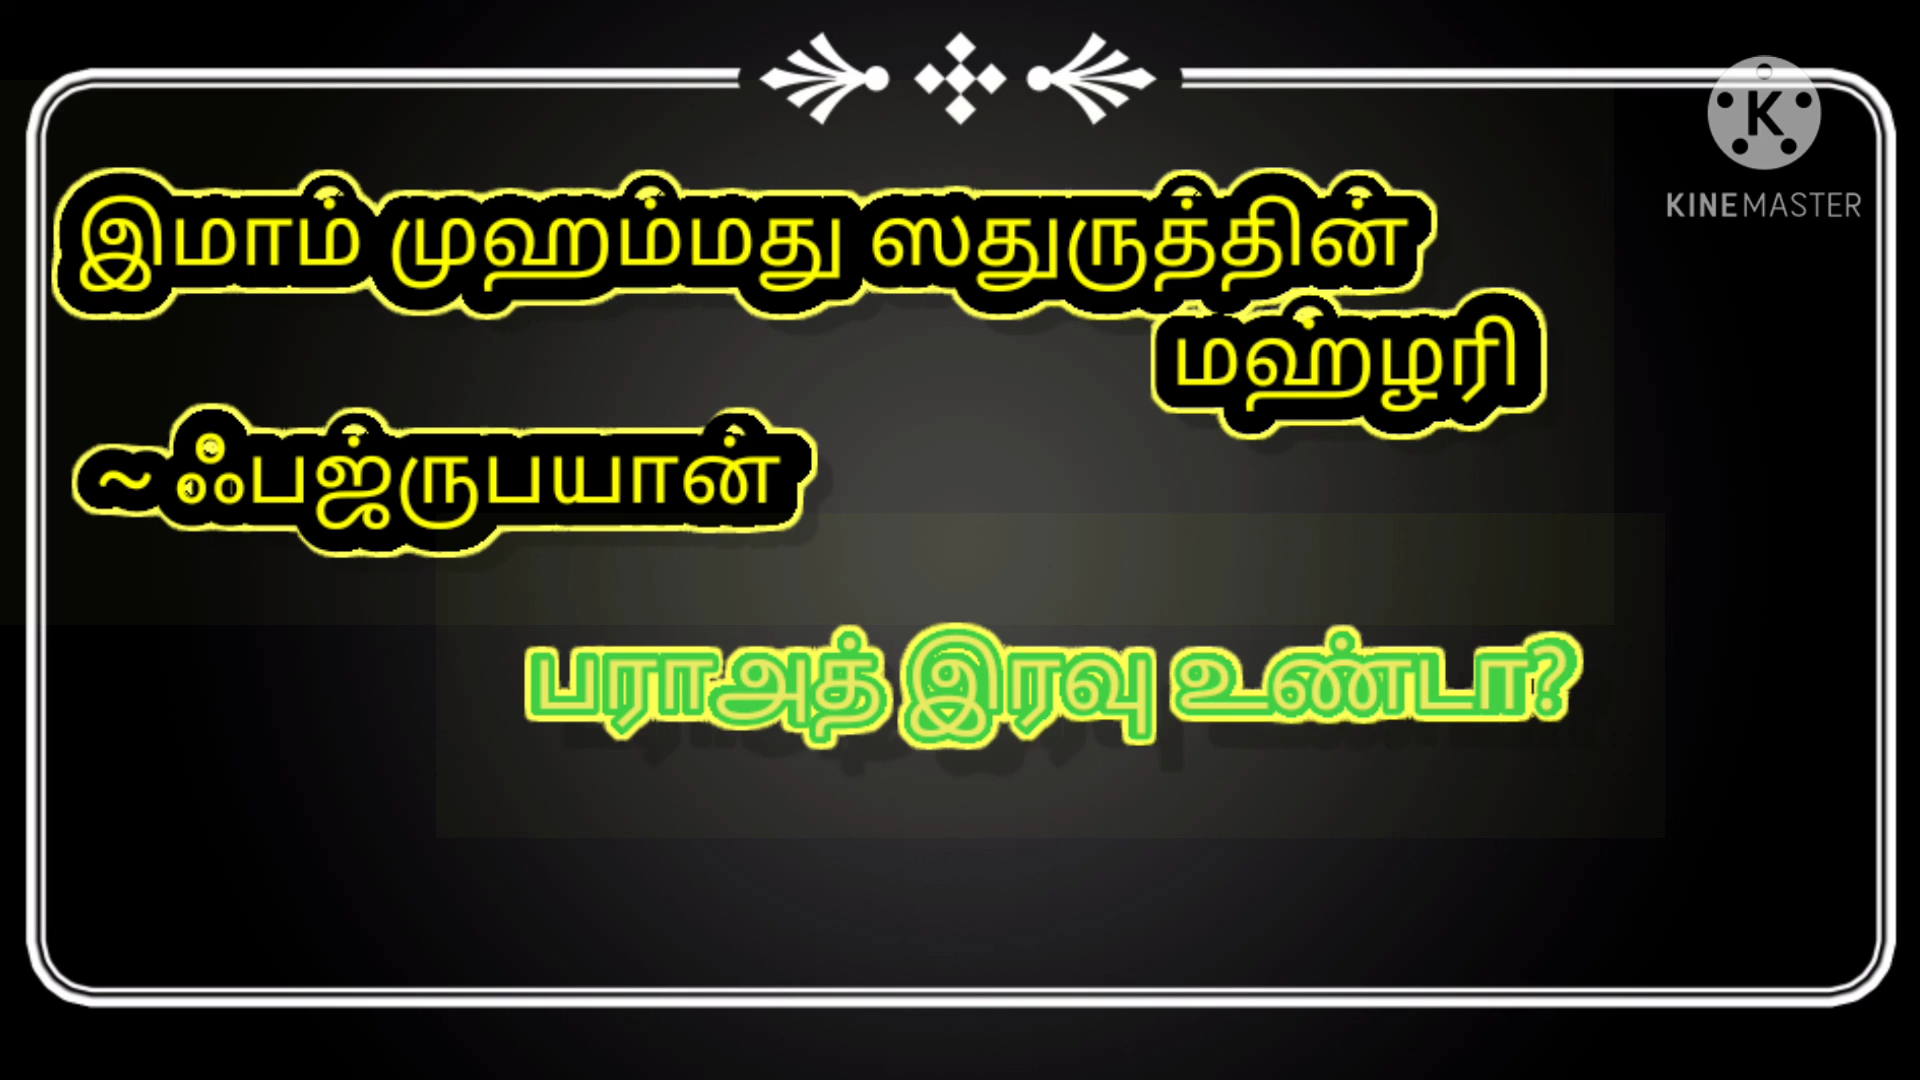 இமாம் முஹம்மது ஸதுருத்தின்
மஹ்ழரி
~ஃபஜ்ருபயான்
பராஅத் இரவு உண்டா?
K
KINEMASTER